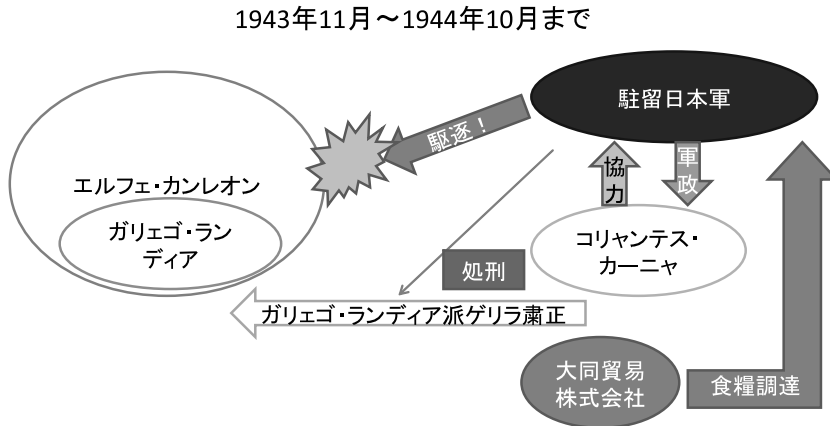 1943年11月～1944年10月まで
駐留日本軍
駆逐！
協力
軍政
エルフェ・カンレオン
ガリェゴ・ラン
ディア
コリャンテス・
カーニャ
処刑
ガリェゴ・ランディア派ゲリラ粛正
大同貿易
株式会社
食糧調達